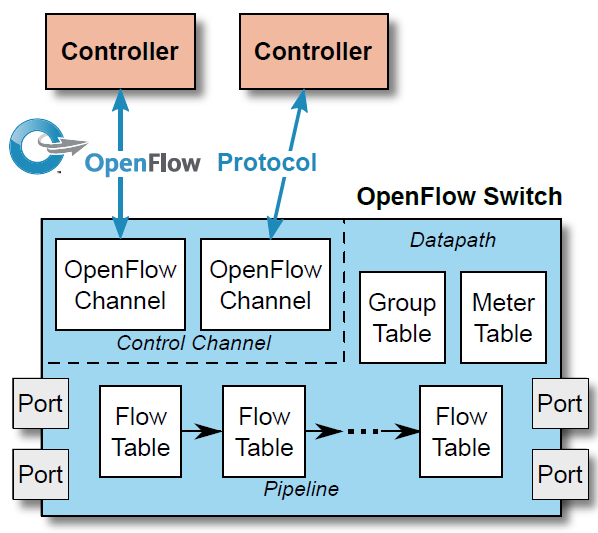 Controller
Controller
OpenFlow
™
Protocol
OpenFlow Switch
Datapath
OpenFlow
Channel
OpenFlow
Channel
Control Channel
Group
Table
Meter
Table
Port
Port
Flow
Table
Flow
Table
Flow
Table
Port
Port
Pipeline